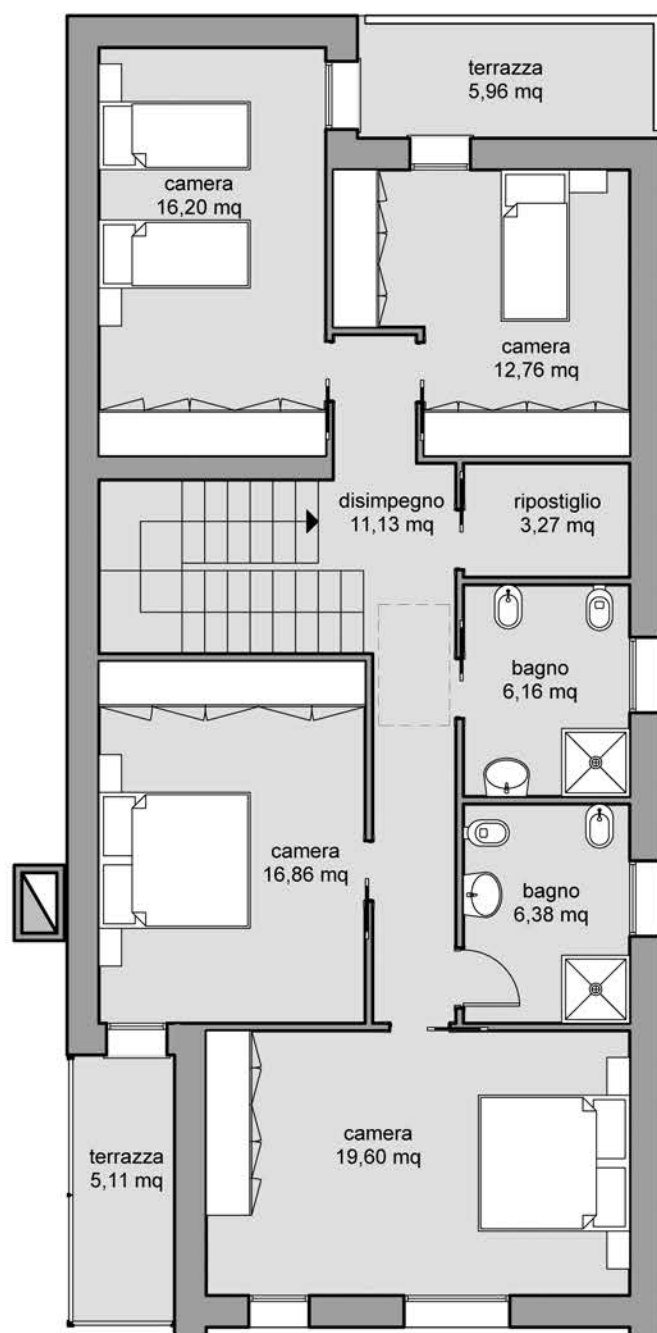 terrazza
5,96 mq
camera
16,20 mq
camera
12,76 mq
disimpegno
11,13 mq
ripostiglio
3,27 mq
bagno
6,16 mq
camera
16,86 mq
bagno
6,38 mq
camera
19,60 mq
terrazza
5,11 mq